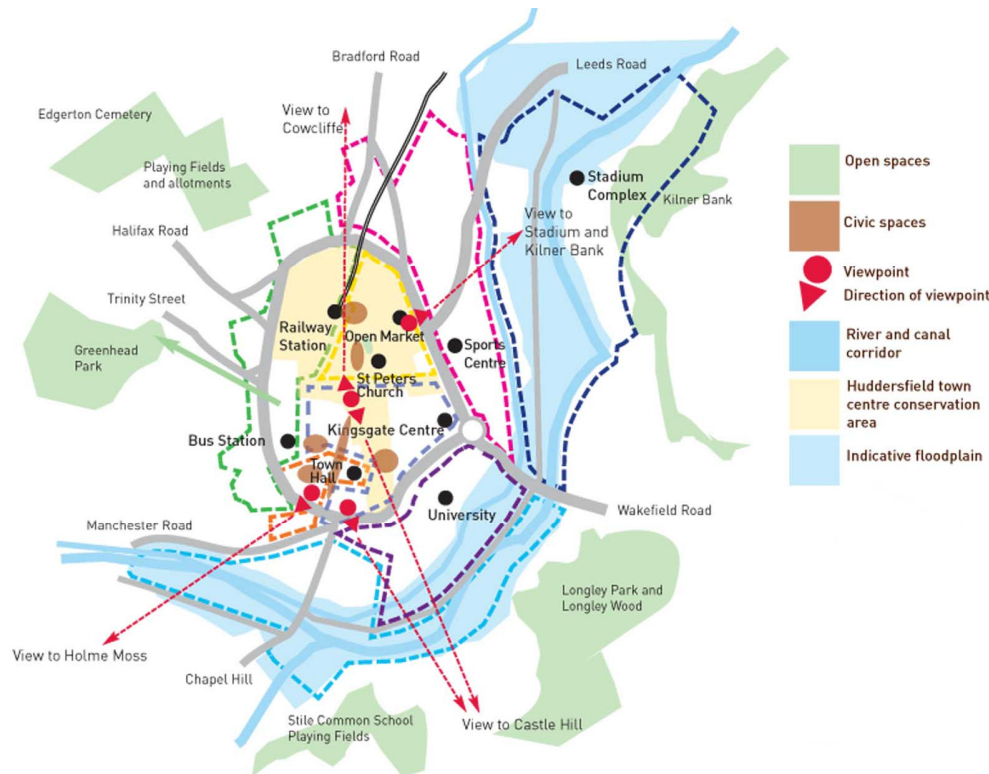 Bradford Road
Leeds Road
View to
Cowcliffe
Edgerton Cemetery
Playing Fields
and allotments
Halifax Road
Trinity Street
Greenhead
Park
Stadium
Complex
Kilner Bank
View to
Stadium and
Kilner Bank
Railway
Station
Open Market
Sports
Centre
St Peters
Church
Kingsgate Centre
Bus Station
Town
Hall
University
Wakefield Road
Manchester Road
Longley Park and
Longley Wood
View to Holme Moss
Chapel Hill
Stile Common School
Playing Fields
View to Castle Hill
Open spaces
Civic spaces
Viewpoint
Direction of viewpoint
River and canal
corridor
Huddersfield town
centre conservation
area
Indicative floodplain